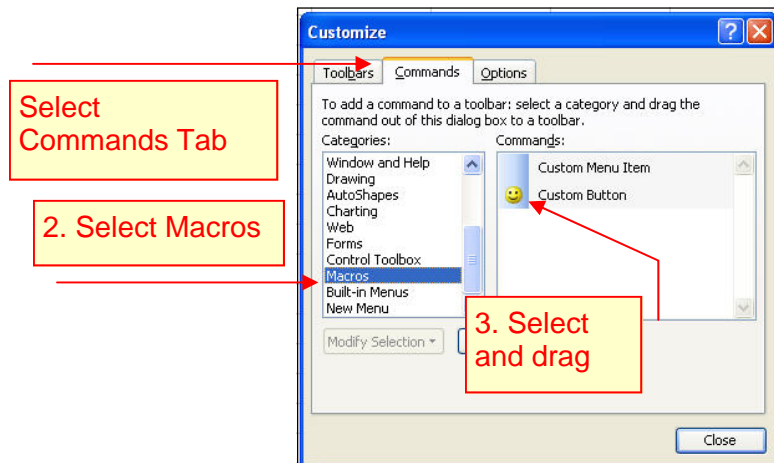 Customize
Toolbars Commands Options
To add a command to a toolbar: select a category and drag the
command out of this dialog box to a toolbar.
Categories:
Commands:
Window and Help
Drawing
AutoShapes
Charting
Web
Forms
Control Toolbox
Macros
Built-in Menus
New Menu
Custom Menu Item
Custom Button
Modify Selection
Close
Select
Commands Tab
2. Select Macros
3. Select
and drag